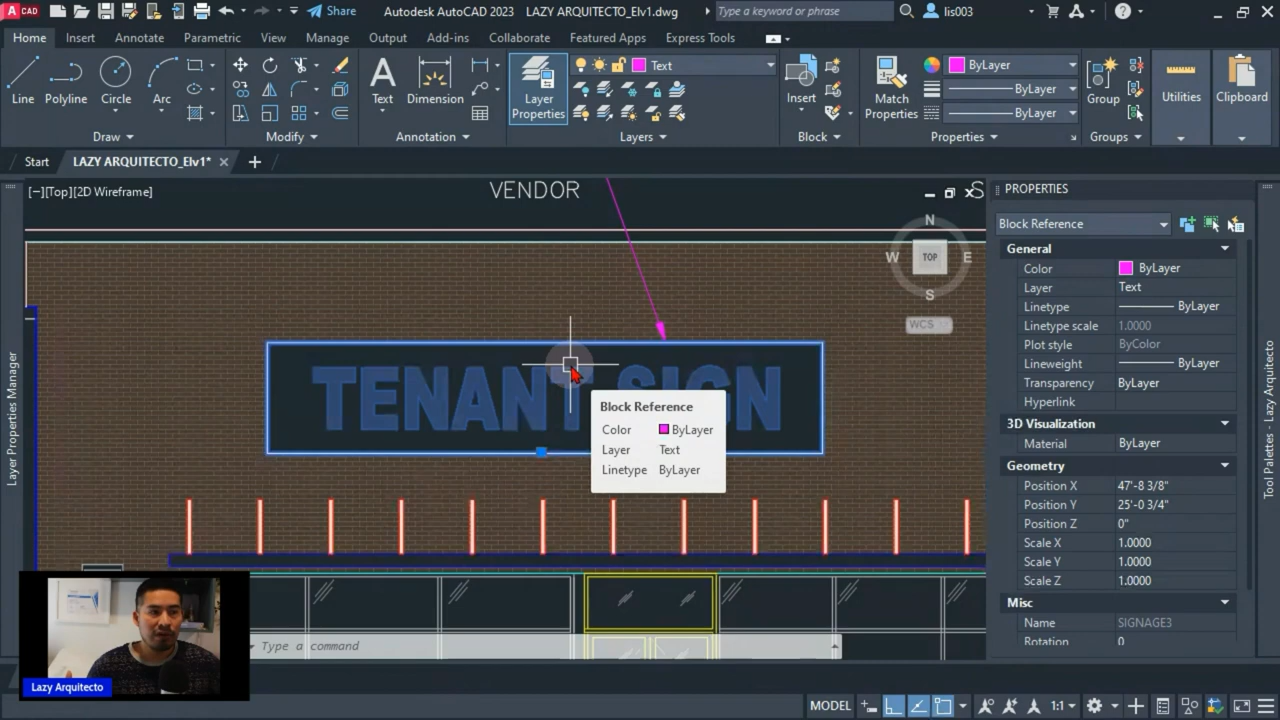 A CAD
Share
Autodesk AutoCAD 2023 LAZY ARQUITECTO_Elv1.dwg
Type a keyword or phrase
lis003
Home Insert Annotate Parametric View Manage Output Add-ins Collaborate Featured Apps Express Tools
Text
ByLayer
Line Polyline Circle Arc
Text Dimension
Layer Properties
Insert
Match Properties
ByLayer
ByLayer
Group
Utilities
Clipboard
Draw
Modify
Annotation
Layers
Block
Properties
Groups
Start LAZY ARQUITECTO_Elv1*
[−][Top][2D Wireframe]
VENDOR
S
N
W TOP E
S
WCS
TENANT SIGN
Block Reference
Color ByLayer
Layer Text
Linetype ByLayer
Layer Properties Manager
PROPERTIES
Block Reference
General
Color ByLayer
Layer Text
Linetype ByLayer
Linetype scale 1.0000
Plot style ByColor
Lineweight ByLayer
Transparency ByLayer
Hyperlink
3D Visualization
Material ByLayer
Geometry
Position X 47'-8 3/8"
Position Y 25'-0 3/4"
Position Z 0"
Scale X 1.0000
Scale Y 1.0000
Scale Z 1.0000
Misc
Name SIGNAGE3
Rotation 0
Tool Palettes - Lazy Arquitecto
Type a command
Lazy Arquitecto
MODEL
1:1